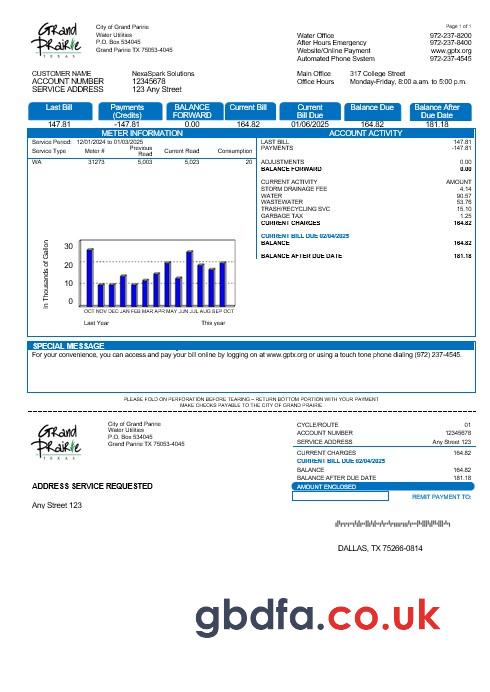 Grand Prairie
TEXAS
City of Grand Pairie
Water Utilities
P.O. Box 534045
Grand Prairie TX 75053-4045
Page 1 of 1
Water Office 972-237-8200
After Hours Emergency 972-237-8400
Website/Online Payment www.gptx.org
Automated Phone System 972-237-4545
CUSTOMER NAME NexaSpark Solutions
ACCOUNT NUMBER 12345678
SERVICE ADDRESS 123 Any Street
Main Office 317 College Street
Office Hours Monday-Friday, 8:00 a.m. to 5:00 p.m.
Last Bill Payments (Credits) BALANCE FORWARD Current Bill Current Bill Due Balance Due Balance After Due Date
147.81 -147.81 0.00 164.82 01/06/2025 164.82 181.18
METER INFORMATION
Service Period: 12/01/2024 to 01/03/2025
Service Type Meter # Previous Read Current Read Consumption
WA 31273 5,003 5,023 20
ACCOUNT ACTIVITY
LAST BILL 147.81
PAYMENTS -147.81
ADJUSTMENTS 0.00
BALANCE FORWARD 0.00
CURRENT ACTIVITY AMOUNT
STORM DRAINAGE FEE 4.14
WATER 90.57
WASTEWATER 53.76
TRASH/RECYCLING SVC 15.10
GARBAGE TAX 1.25
CURRENT CHARGES 164.82
CURRENT BILL DUE 02/04/2025
BALANCE 164.82
BALANCE AFTER DUE DATE 181.18
In Thousands of Gallon
30
20
10
0
OCT NOV DEC JAN FEB MAR APR MAY JUN JUL AUG SEP OCT
Last Year This year
SPECIAL MESSAGE
For your convenience, you can access and pay your bill online by logging on at www.gptx.org or using a touch tone phone dialing (972) 237-4545.
PLEASE FOLD ON PERFORATION BEFORE TEARING – RETURN BOTTOM PORTION WITH YOUR PAYMENT
MAKE CHECKS PAYABLE TO THE CITY OF GRAND PRAIRIE
Grand Prairie
TEXAS
City of Grand Pairie
Water Utilities
P.O. Box 534045
Grand Prairie TX 75053-4045
CYCLE/ROUTE 01
ACCOUNT NUMBER 12345678
SERVICE ADDRESS Any Street 123
CURRENT CHARGES 164.82
CURRENT BILL DUE 02/04/2025
BALANCE 164.82
BALANCE AFTER DUE DATE 181.18
AMOUNT ENCLOSED
REMIT PAYMENT TO:
ADDRESS SERVICE REQUESTED
Any Street 123
DALLAS, TX 75266-0814
gbdfa.co.uk